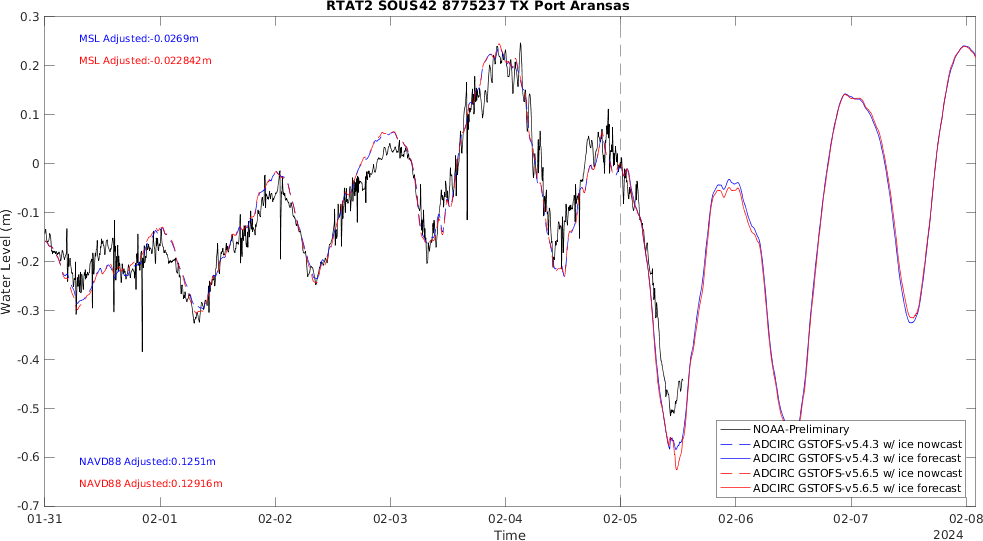 RTAT2 SOUS42 8775237 TX Port Aransas
MSL Adjusted:-0.0269m
MSL Adjusted:-0.022842m
0.3
0.2
0.1
0
-0.1
-0.2
-0.3
-0.4
-0.5
-0.6
-0.7
Water Level (m)
NAVD88 Adjusted:0.1251m
NAVD88 Adjusted:0.12916m
NOAA-Preliminary
ADCIRC GSTOFS-v5.4.3 w/ ice nowcast
ADCIRC GSTOFS-v5.4.3 w/ ice forecast
ADCIRC GSTOFS-v5.6.5 w/ ice nowcast
ADCIRC GSTOFS-v5.6.5 w/ ice forecast
01-31 02-01 02-02 02-03 02-04 02-05 02-06 02-07 02-08
Time
2024